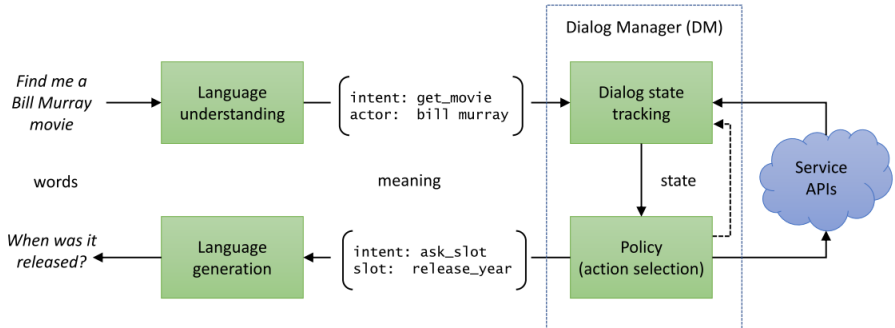 Dialog Manager (DM)
Find me a
Bill Murray
movie
Language
understanding
intent: get_movie
actor: bill murray
Dialog state
tracking
Service
APIs
words
meaning
state
When was it
released?
Language
generation
intent: ask_slot
slot: release_year
Policy
(action selection)